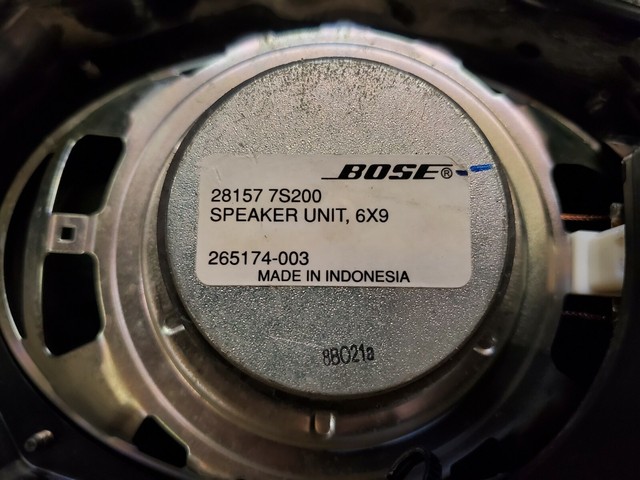 BOSE®
28157 7S200
SPEAKER UNIT, 6X9
265174-003
MADE IN INDONESIA
8B021a